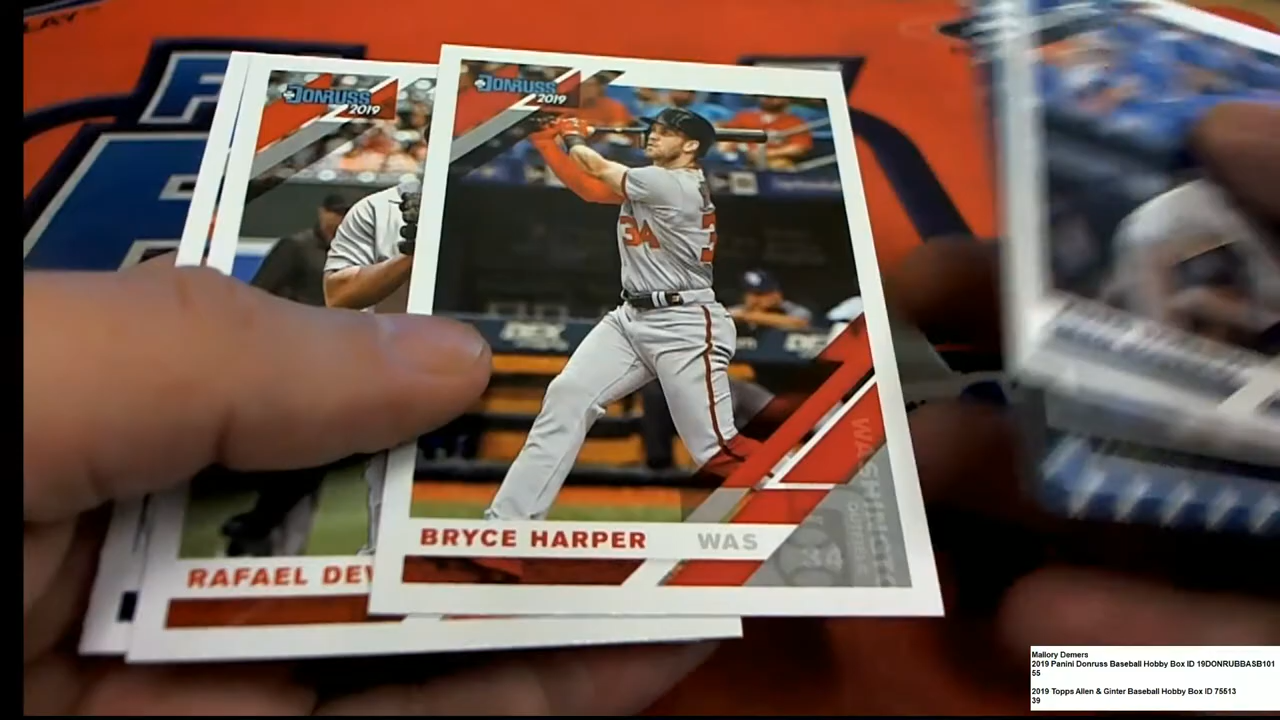 DONRUSS
2019
DONRUSS
2019
34
BRYCE HARPER WAS
RAFAEL DEV
Mallory Demers
2019 Panini Donruss Baseball Hobby Box ID 19DONRUBBASB101
55
2019 Topps Allen & Ginter Baseball Hobby Box ID 75513
39